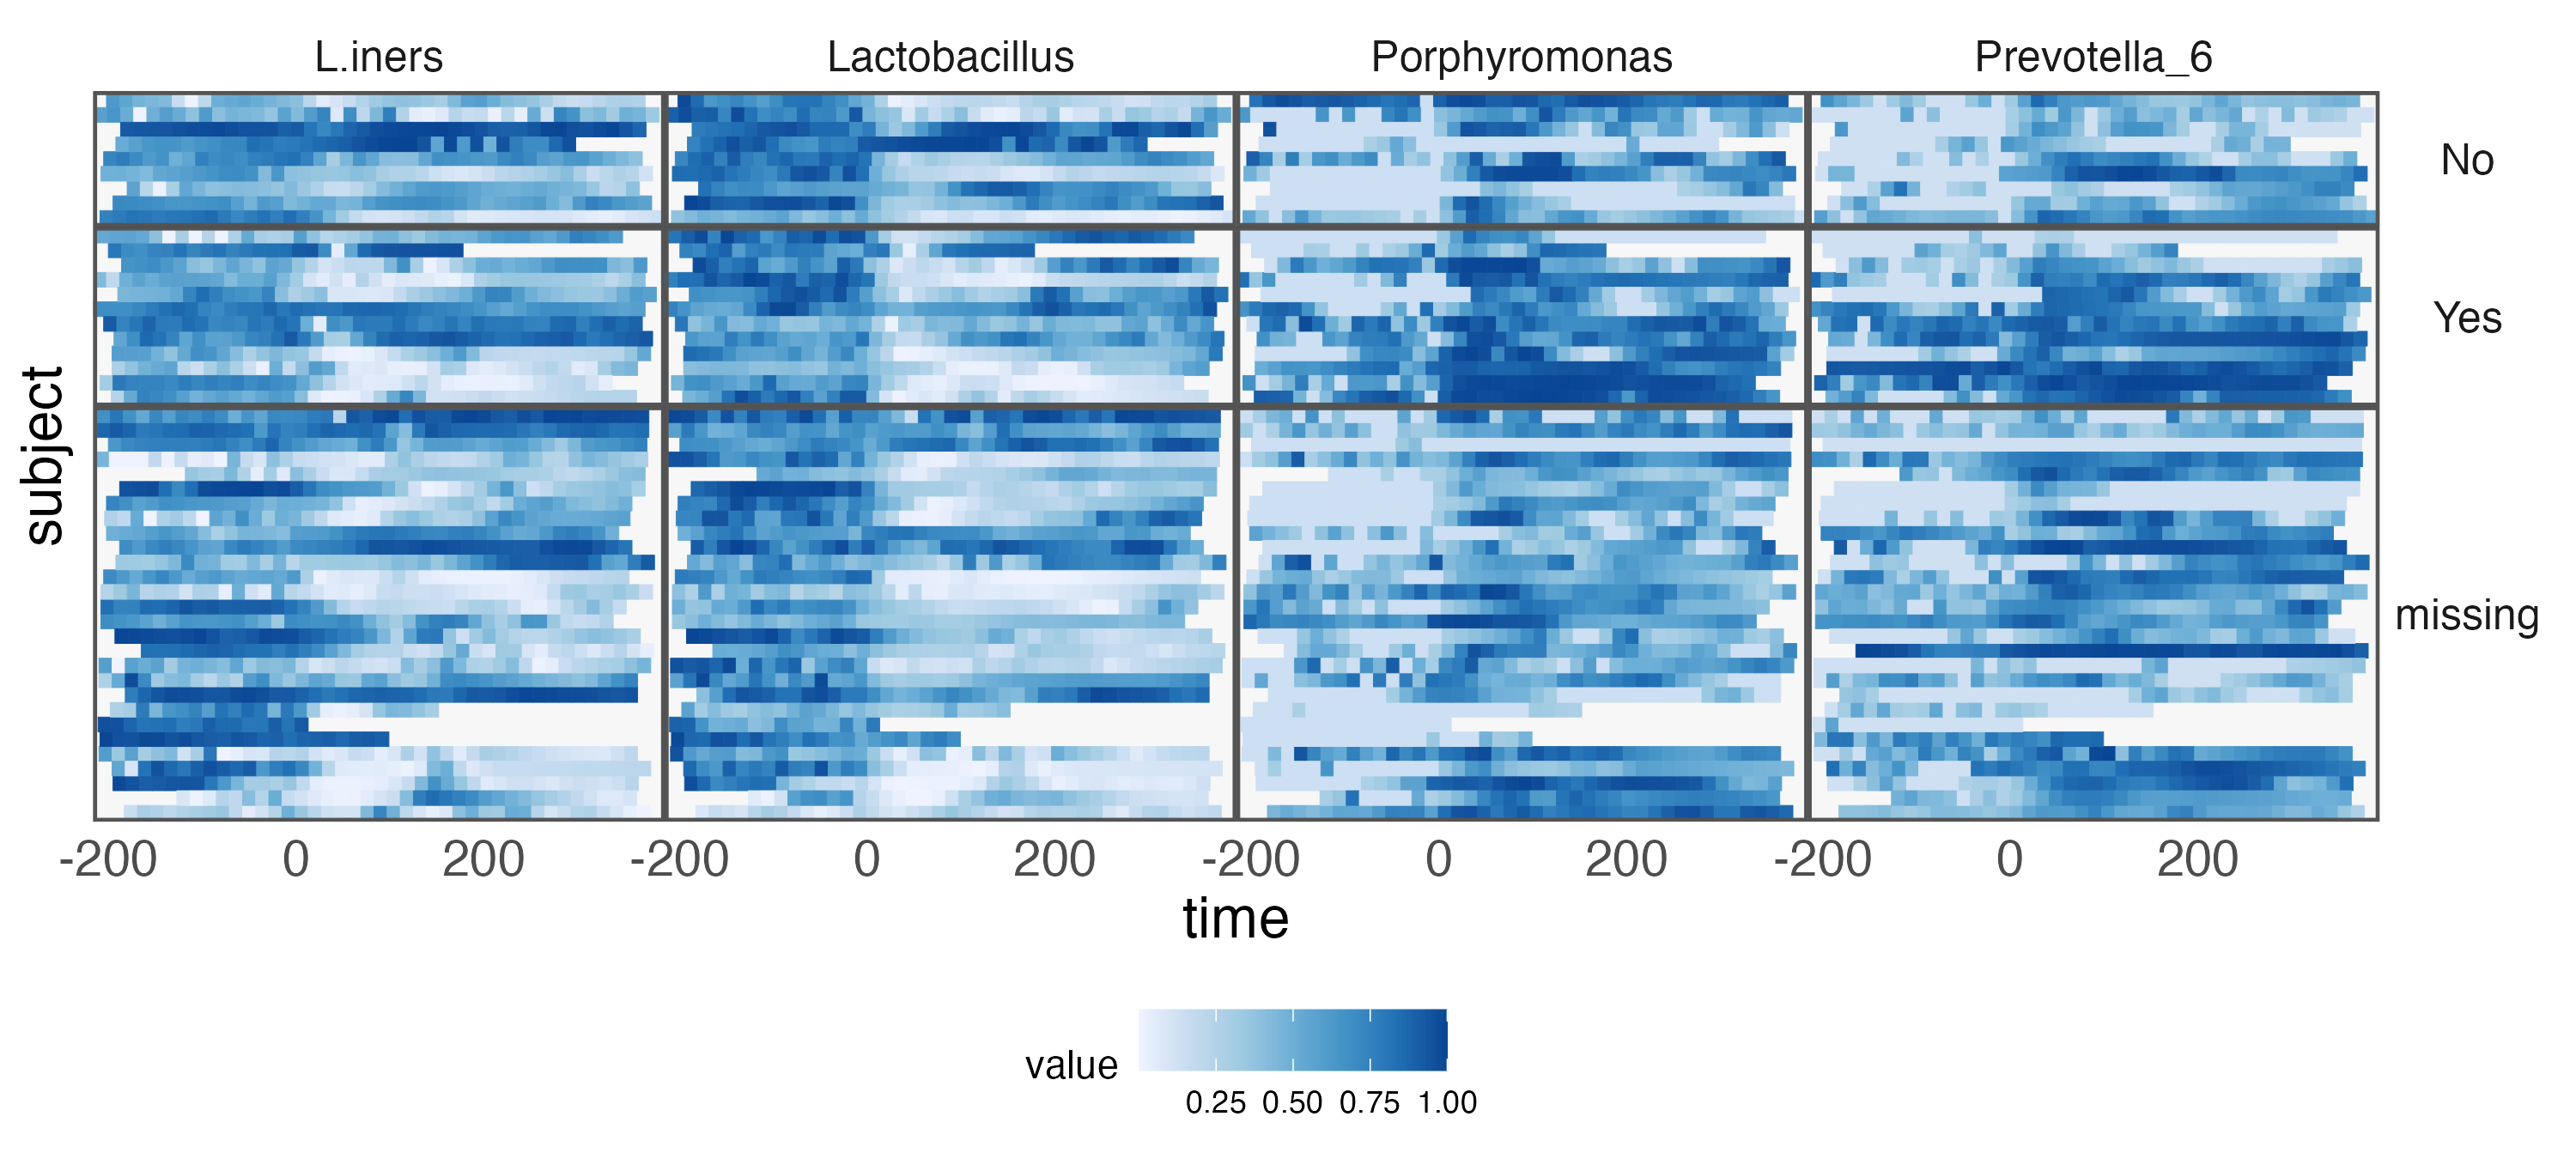 L.iners Lactobacillus Porphyromonas Prevotella_6
No
Yes
missing
subject
-200 0 200 -200 0 200 -200 0 200 -200 0 200
time
value
0.25 0.50 0.75 1.00